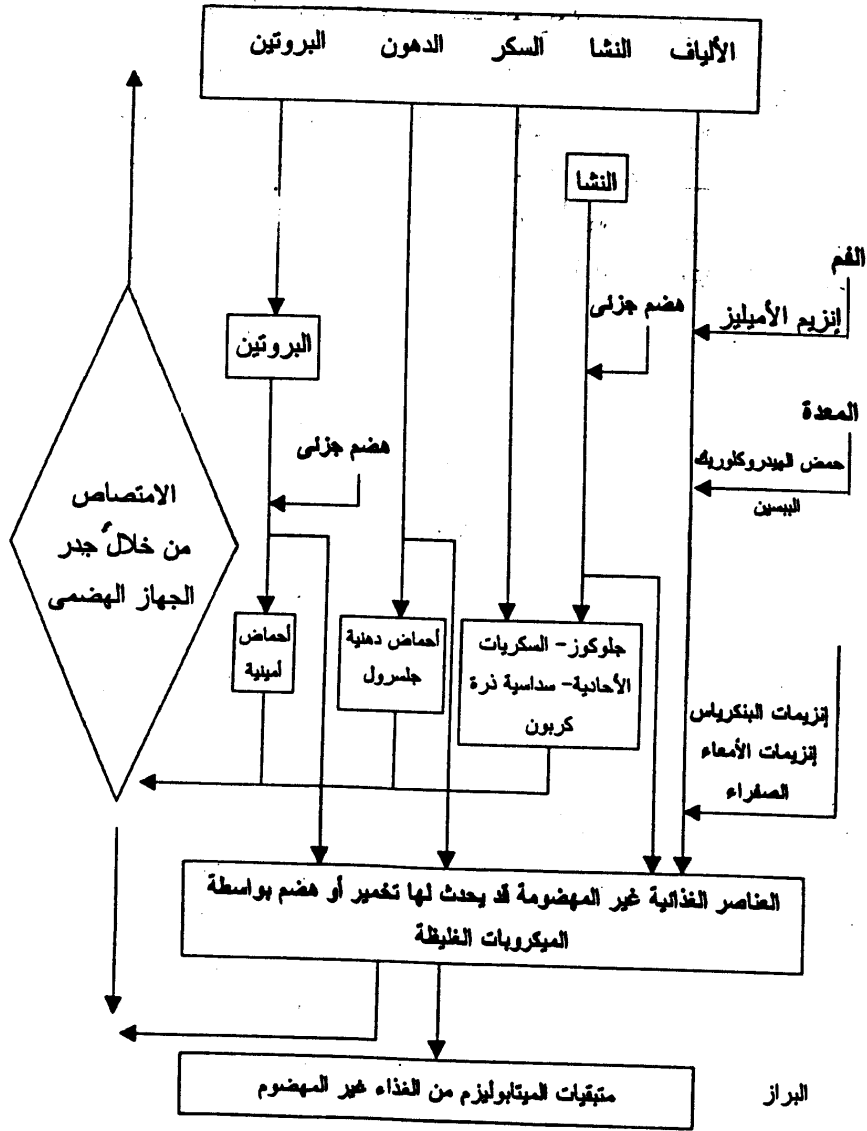 الألياف النشا السكر الدهون البروتين
النشا
الفم
إنزيم الأميليز
هضم جزئى
البروتين
المعدة
حمض الهيدروكلوريك
الببسين
هضم جزئى
الامتصاص
من خلال جدر
الجهاز الهضمى
جلوكوز - السكريات
الأحادية - سداسية ذرة
كربون
أحماض دهنية
جلسرول
أحماض
أمينية
إنزيمات البنكرياس
إنزيمات الأمعاء
الصفراء
العناصر الغذائية غير المهضومة قد يحدث لها تخمير أو هضم بواسطة
الميكروبات الغليظة
البراز
متبقيات الميتابوليزم من الغذاء غير المهضوم